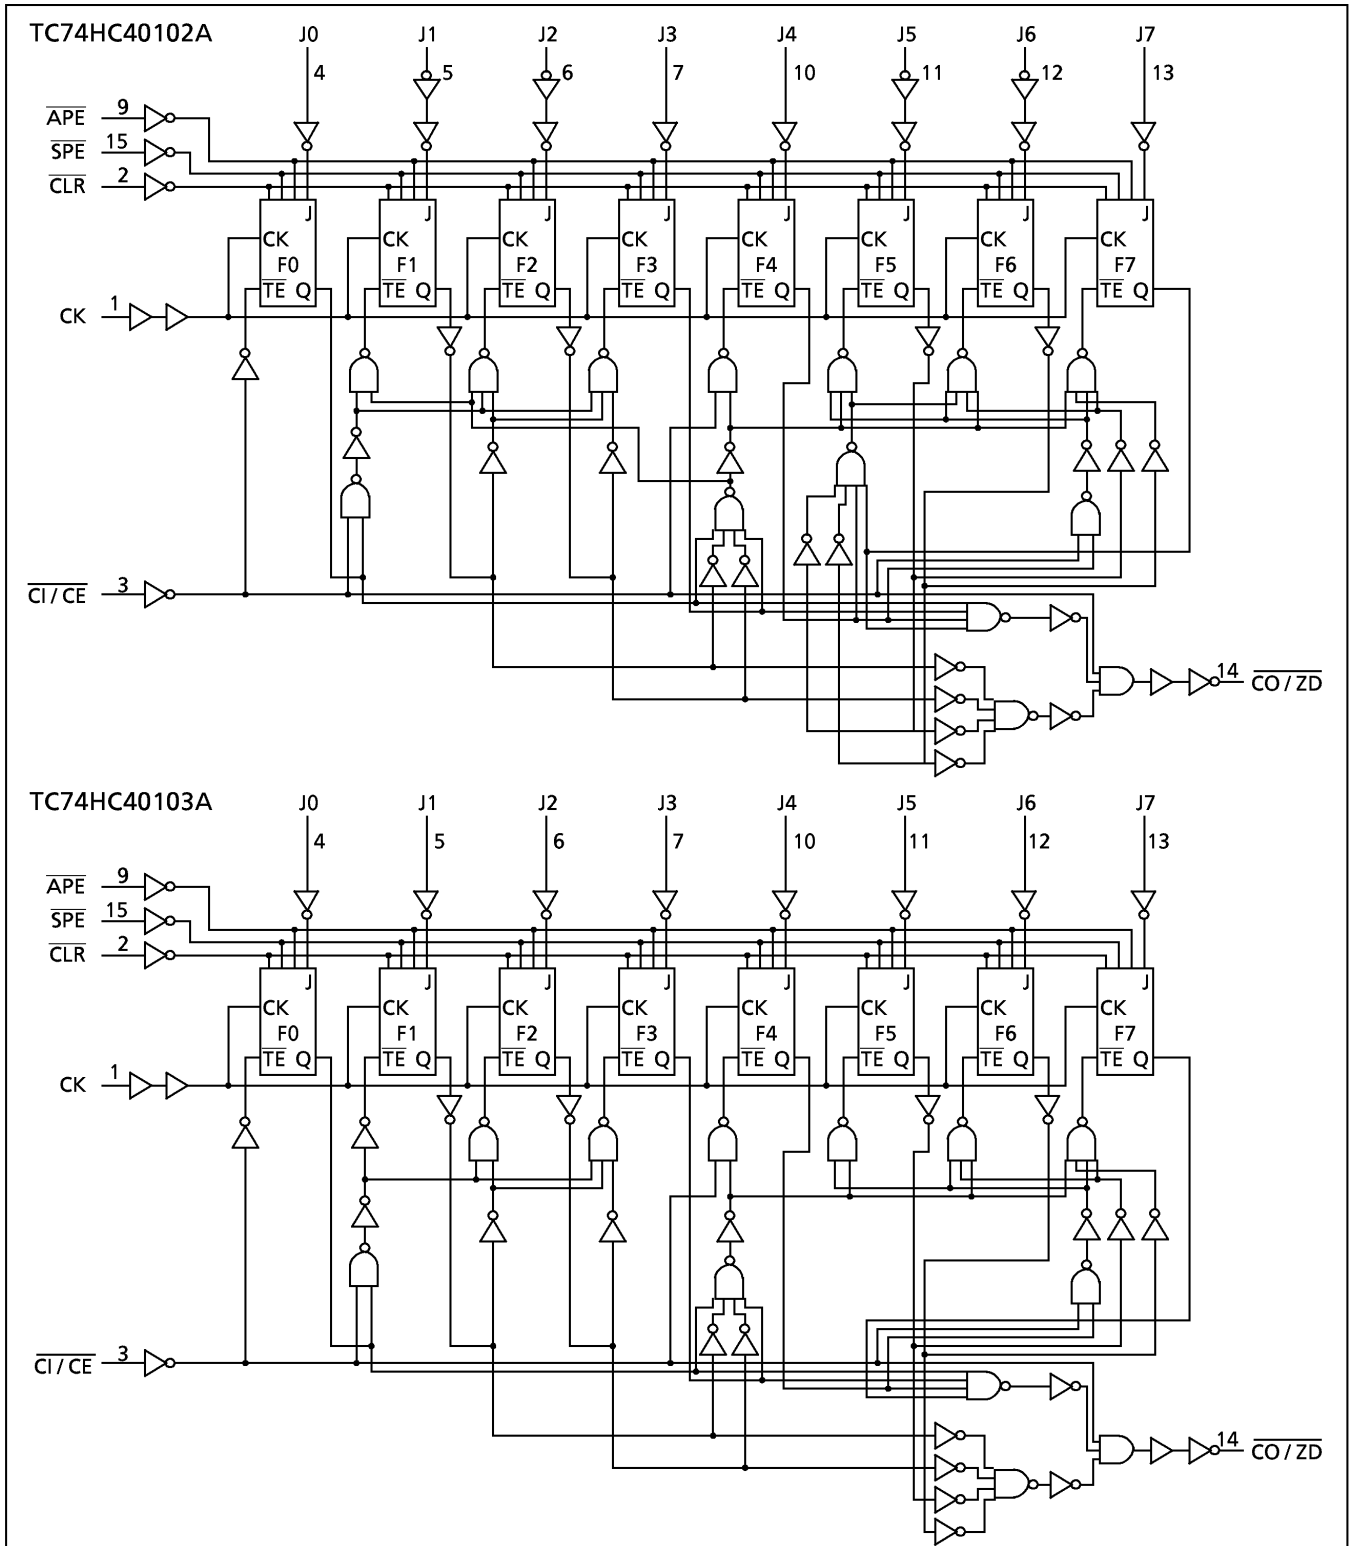 TC74HC40102A
J0 J1 J2 J3 J4 J5 J6 J7
4 5 6 7 10 11 12 13
APE 9
SPE 15
CLR 2
J J J J J J J J
CK CK CK CK CK CK CK CK
F0 F1 F2 F3 F4 F5 F6 F7
TE Q TE Q TE Q TE Q TE Q TE Q TE Q TE Q
CK 1
CI / CE 3
14 CO / ZD
TC74HC40103A
J0 J1 J2 J3 J4 J5 J6 J7
4 5 6 7 10 11 12 13
APE 9
SPE 15
CLR 2
J J J J J J J J
CK CK CK CK CK CK CK CK
F0 F1 F2 F3 F4 F5 F6 F7
TE Q TE Q TE Q TE Q TE Q TE Q TE Q TE Q
CK 1
CI / CE 3
14 CO / ZD